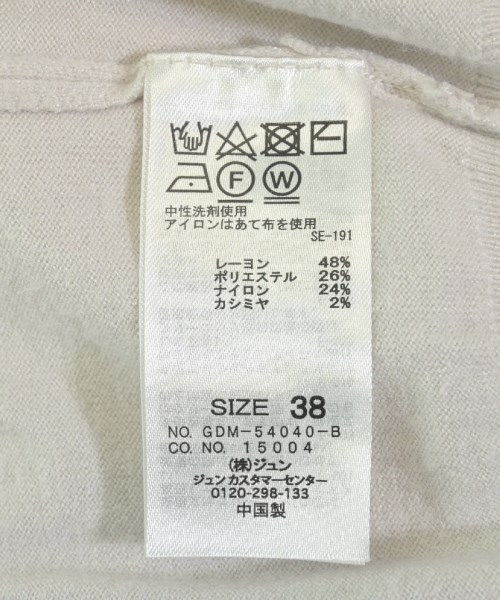 F W
中性洗剤使用
アイロンはあて布を使用
SE-191
レーヨン 48%
ポリエステル 26%
ナイロン 24%
カシミヤ 2%
SIZE 38
NO. GDM-54040-B
CO. NO. 15004
(株)ジュン
ジュンカスタマーセンター
0120-298-133
中国製